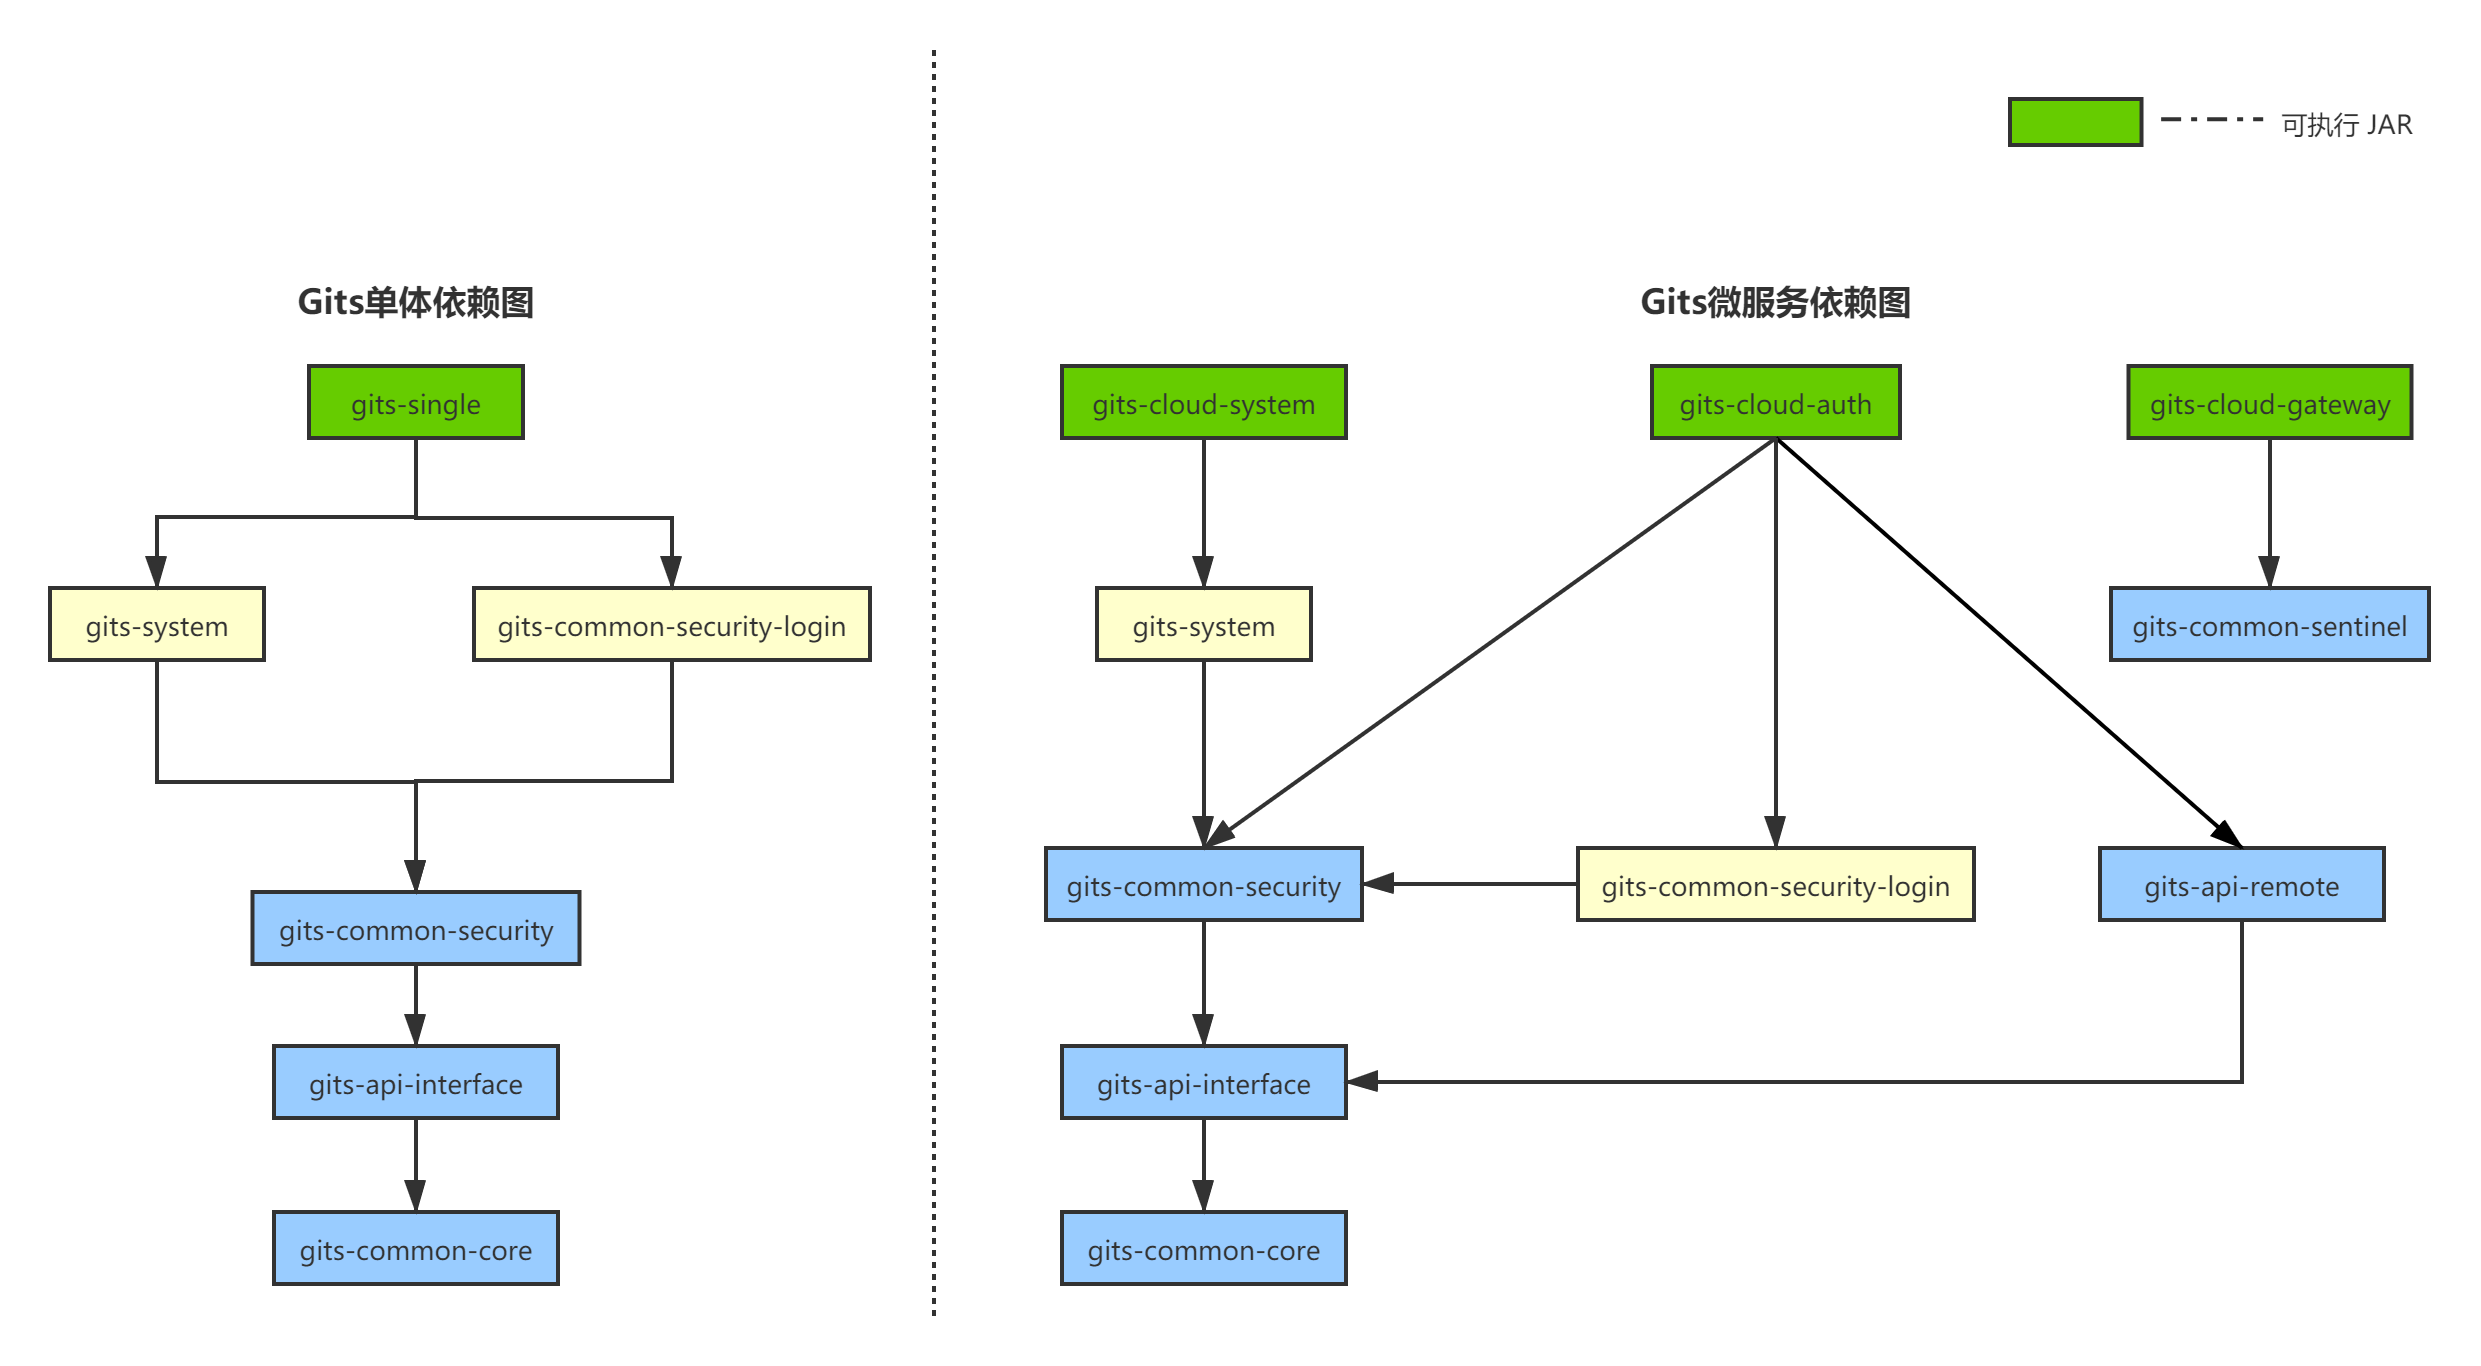 可执行 JAR
Gits单体依赖图
gits-single
gits-system
gits-common-security-login
gits-common-security
gits-api-interface
gits-common-core
Gits微服务依赖图
gits-cloud-system
gits-cloud-auth
gits-cloud-gateway
gits-system
gits-common-sentinel
gits-common-security
gits-common-security-login
gits-api-remote
gits-api-interface
gits-common-core